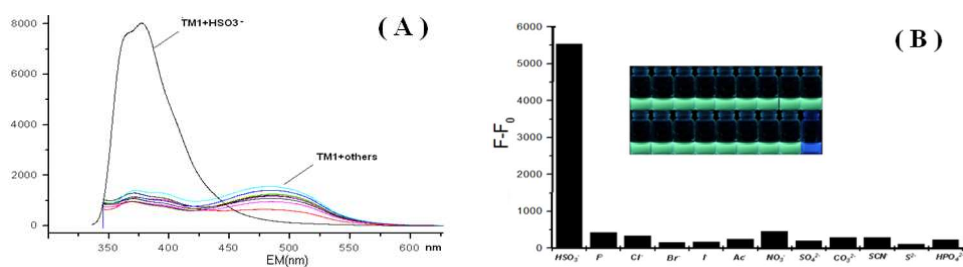 TM1+HSO3-
( A )
8000
6000
4000
2000
0
TM1+others
350
400
450
500
550
600
nm
EM(nm)
( B )
F-F0
6000
5000
4000
3000
2000
1000
0
HSO3-
F-
Cl-
Br-
I-
Ac-
NO3-
SO42-
CO32-
SCN-
S2-
HPO42-